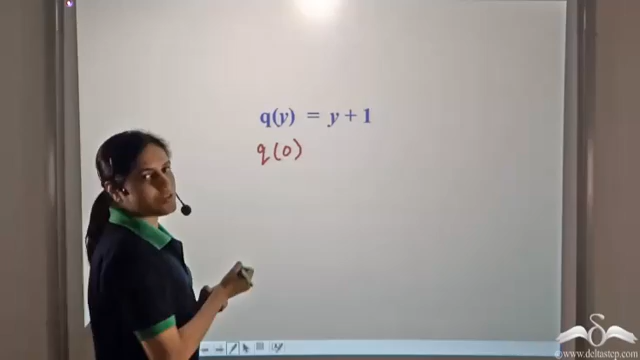 q(y) = y + 1
q(0)
www.deltastep.com